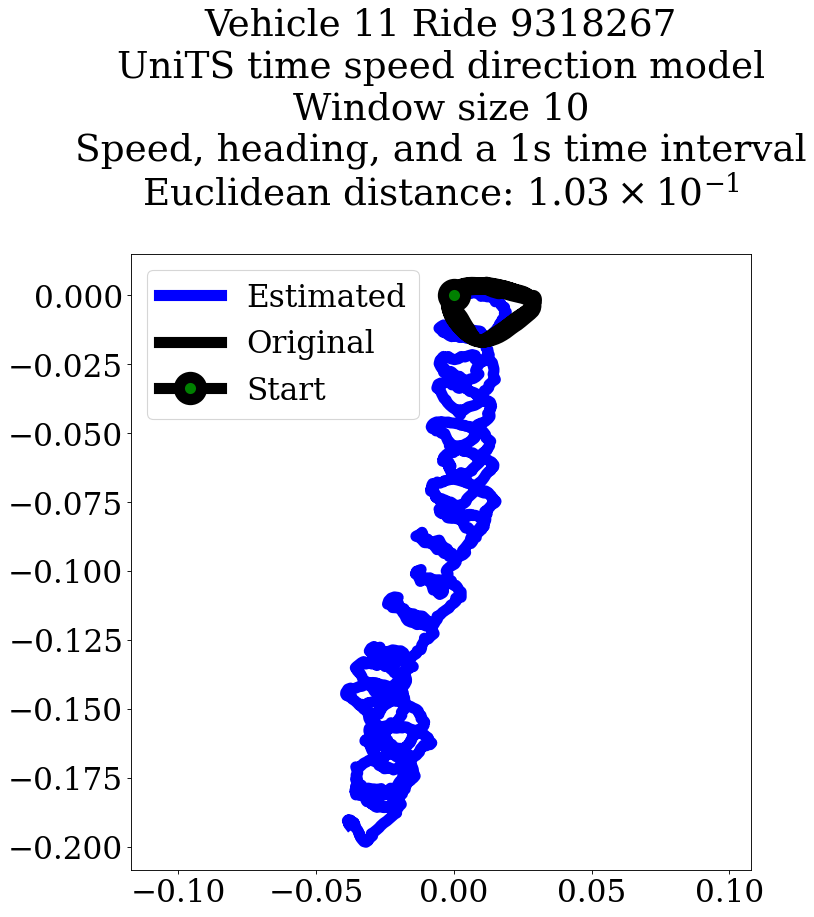 Vehicle 11 Ride 9318267
UniTS time speed direction model
Window size 10
Speed, heading, and a 1s time interval
Euclidean distance: 1.03 × 10⁻¹
Estimated
Original
Start
0.000
−0.025
−0.050
−0.075
−0.100
−0.125
−0.150
−0.175
−0.200
−0.10 −0.05 0.00 0.05 0.10